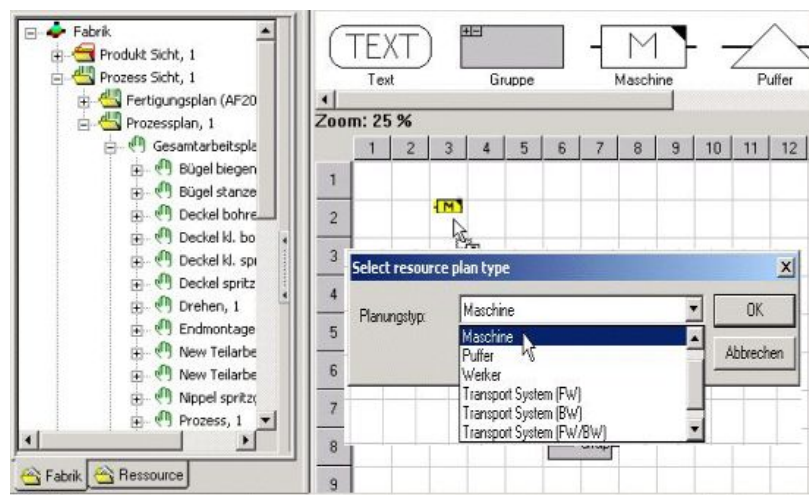 Fabrik
Produkt Sicht, 1
Prozess Sicht, 1
Fertigungsplan (AF20
Prozessplan, 1
Gesamtarbeitspla
Bügel biegen
Bügel stanze
Deckel bohre
Deckel kl. bo
Deckel kl. spr
Deckel spritz
Drehen, 1
Endmontage
New Teilarbe
New Teilarbe
Nippel spritzg
Prozess, 1
Fabrik Ressource
TEXT M
Text Gruppe Maschine Puffer
Zoom: 25 %
1 2 3 4 5 6 7 8 9 10 11 12
1
2
3
4
5
6
7
8
9
M
Select resource plan type
Planungstyp: Maschine OK
Abbrechen
Maschine
Puffer
Werker
Transport System (FW)
Transport System (BW)
Transport System (FW/BW)